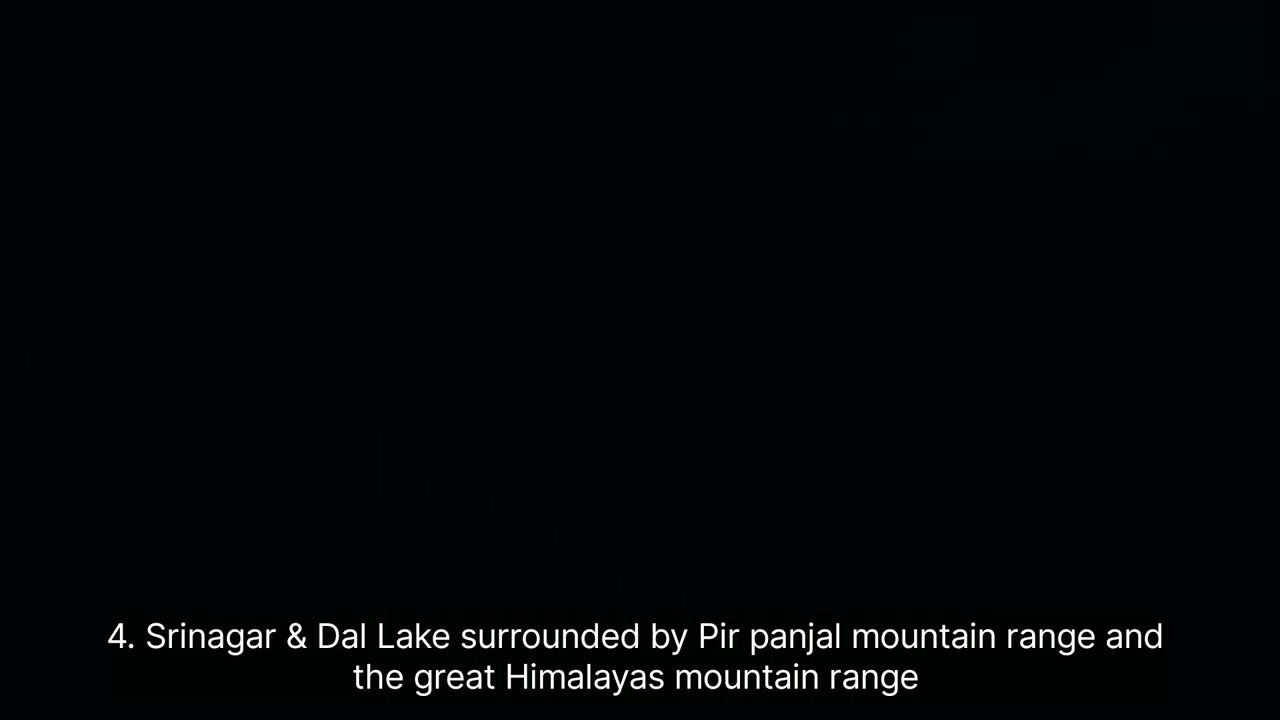 4. Srinagar & Dal Lake surrounded by Pir panjal mountain range and
the great Himalayas mountain range